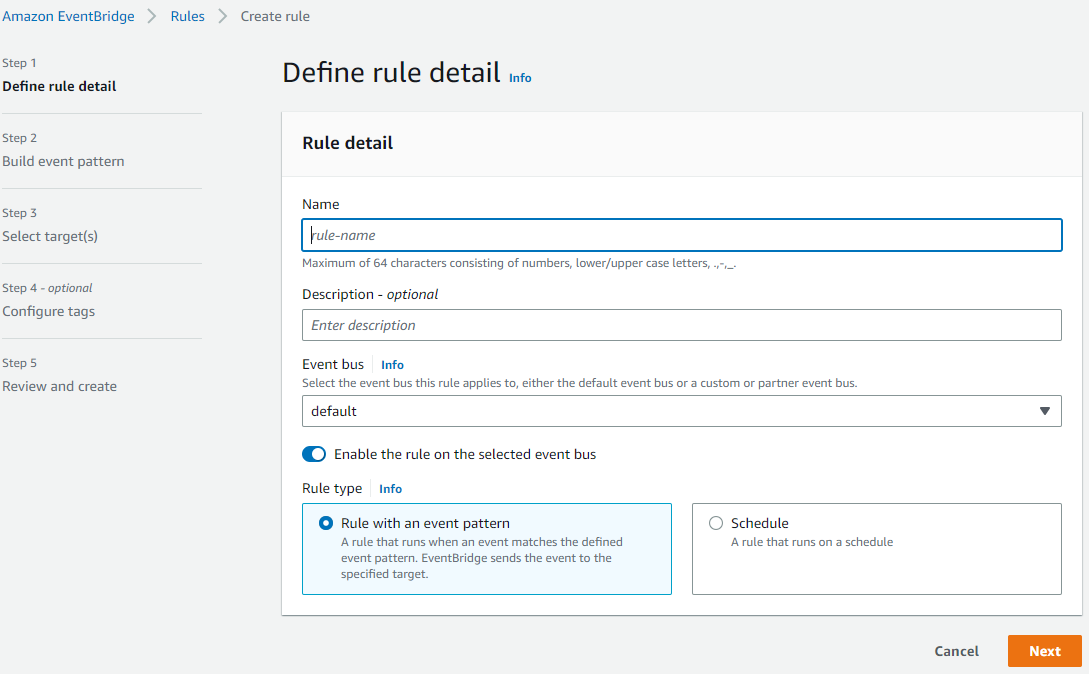 Amazon EventBridge > Rules > Create rule
Step 1
Define rule detail
Step 2
Build event pattern
Step 3
Select target(s)
Step 4 - optional
Configure tags
Step 5
Review and create
Define rule detail Info
Rule detail
Name
rule-name
Maximum of 64 characters consisting of numbers, lower/upper case letters, .,-,_.
Description - optional
Enter description
Event bus Info
Select the event bus this rule applies to, either the default event bus or a custom or partner event bus.
default
Enable the rule on the selected event bus
Rule type Info
Rule with an event pattern
A rule that runs when an event matches the defined
event pattern. EventBridge sends the event to the
specified target.
Schedule
A rule that runs on a schedule
Cancel Next